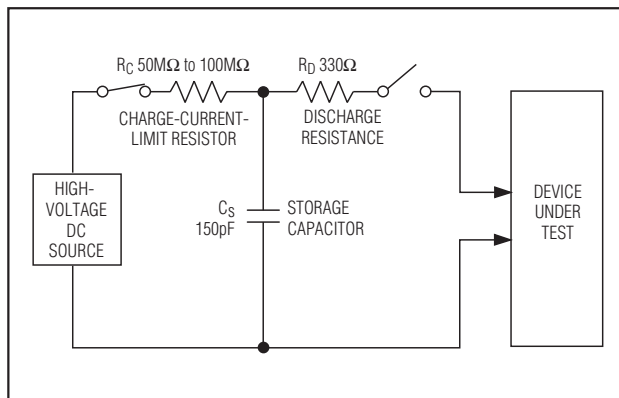 RC 50MΩ to 100MΩ
CHARGE-CURRENT-
LIMIT RESISTOR
RD 330Ω
DISCHARGE
RESISTANCE
HIGH-
VOLTAGE
DC
SOURCE
CS
150pF
STORAGE
CAPACITOR
DEVICE
UNDER
TEST